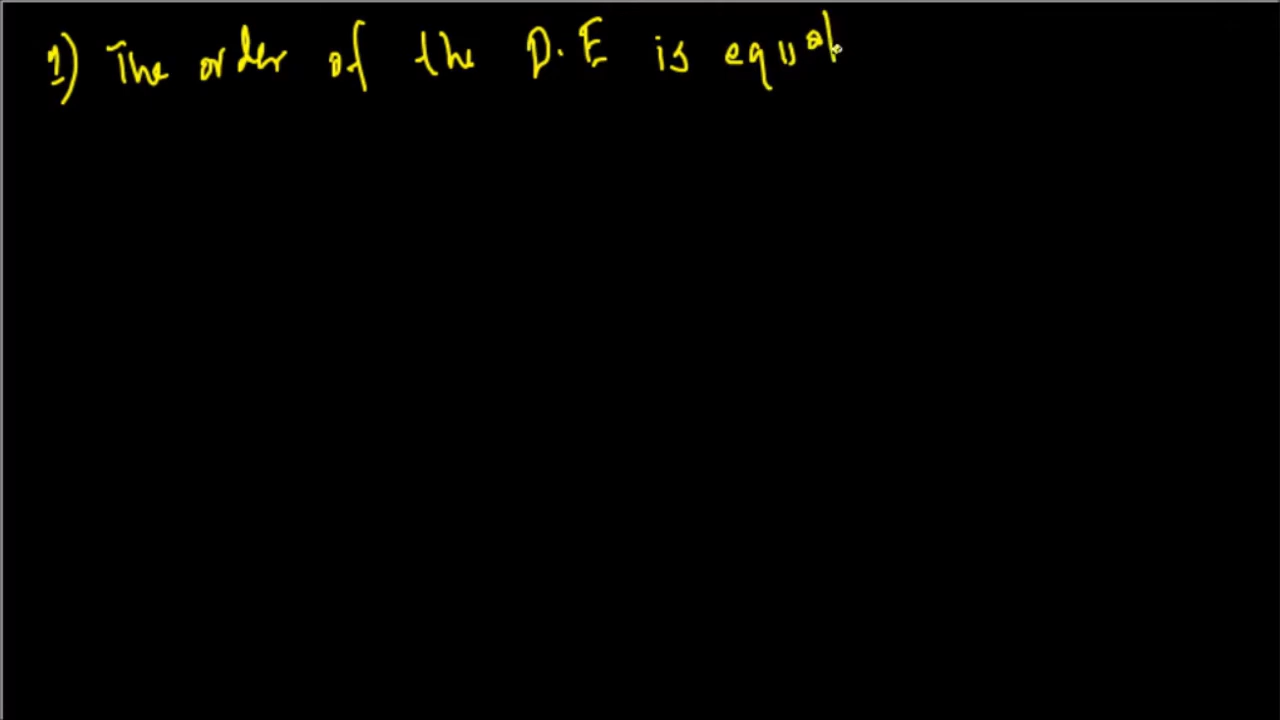 1) The order of the D.E is equal